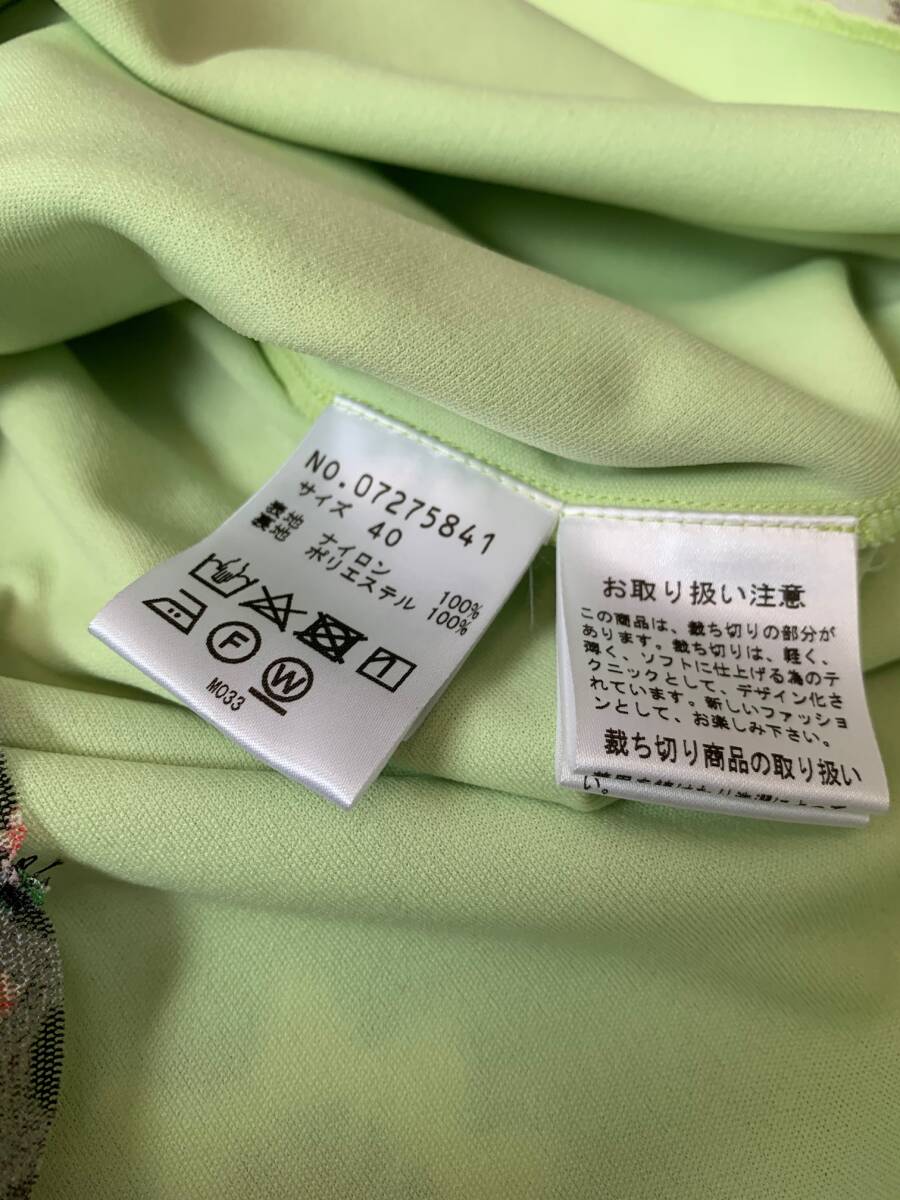 NO.07275841
サイズ 40
表地 ナイロン 100%
裏地 ポリエステル 100%
F
W
M033
お取り扱い注意
この商品は、裁ち切りの部分が
あります。裁ち切りは、軽く、
薄く、ソフトに仕上げる為のテ
クニックとして、デザイン化さ
れています。新しいファッショ
ンとして、お楽しみ下さい。
裁ち切り商品の取り扱い
い。